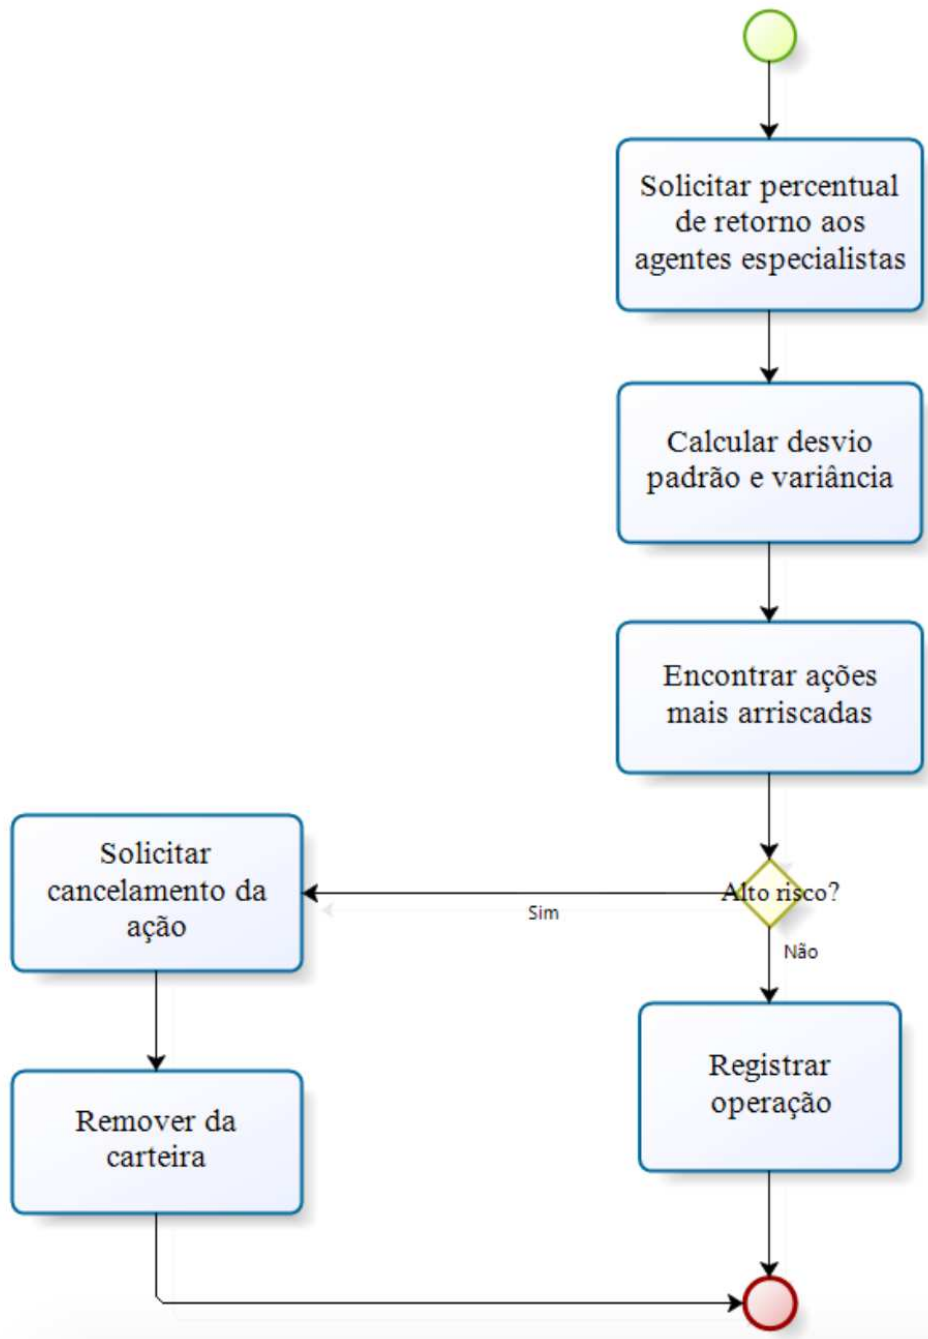 Solicitar percentual
de retorno aos
agentes especialistas
Calcular desvio
padrão e variância
Encontrar ações
mais arriscadas
Alto risco?
Sim
Não
Solicitar
cancelamento da
ação
Registrar
operação
Remover da
carteira